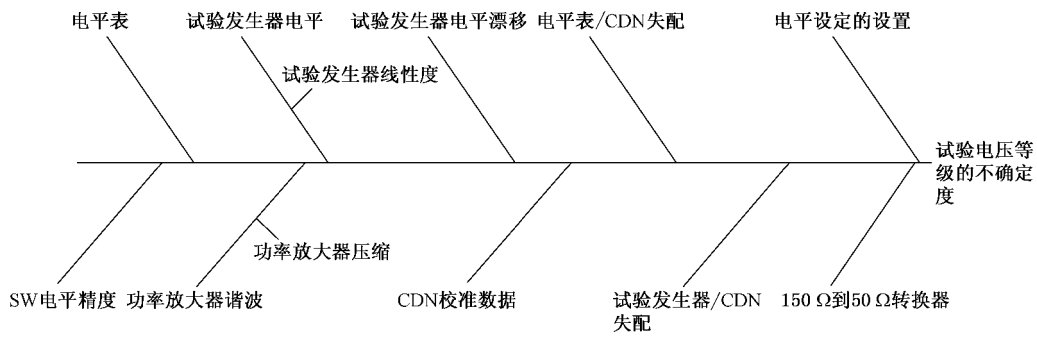 电平表
试验发生器电平
试验发生器电平漂移
电平表/CDN失配
电平设定的设置
试验发生器线性度
试验电压等
级的不确定
度
功率放大器压缩
SW电平精度
功率放大器谐波
CDN校准数据
试验发生器/CDN
失配
150 Ω到50 Ω转换器